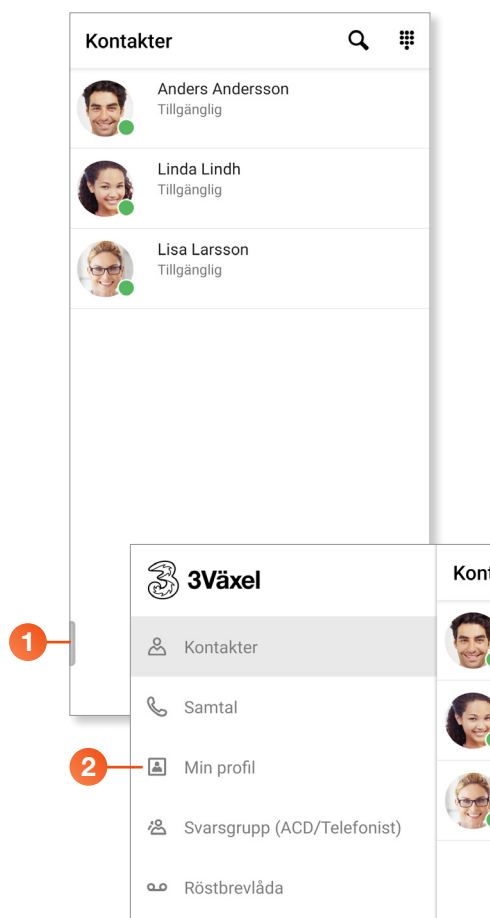 Kontakter
Anders Andersson
Tillgänglig
Linda Lindh
Tillgänglig
Lisa Larsson
Tillgänglig
3Växel
Kont
1
Kontakter
Samtal
2
Min profil
Svarsgrupp (ACD/Telefonist)
Röstbrevlåda